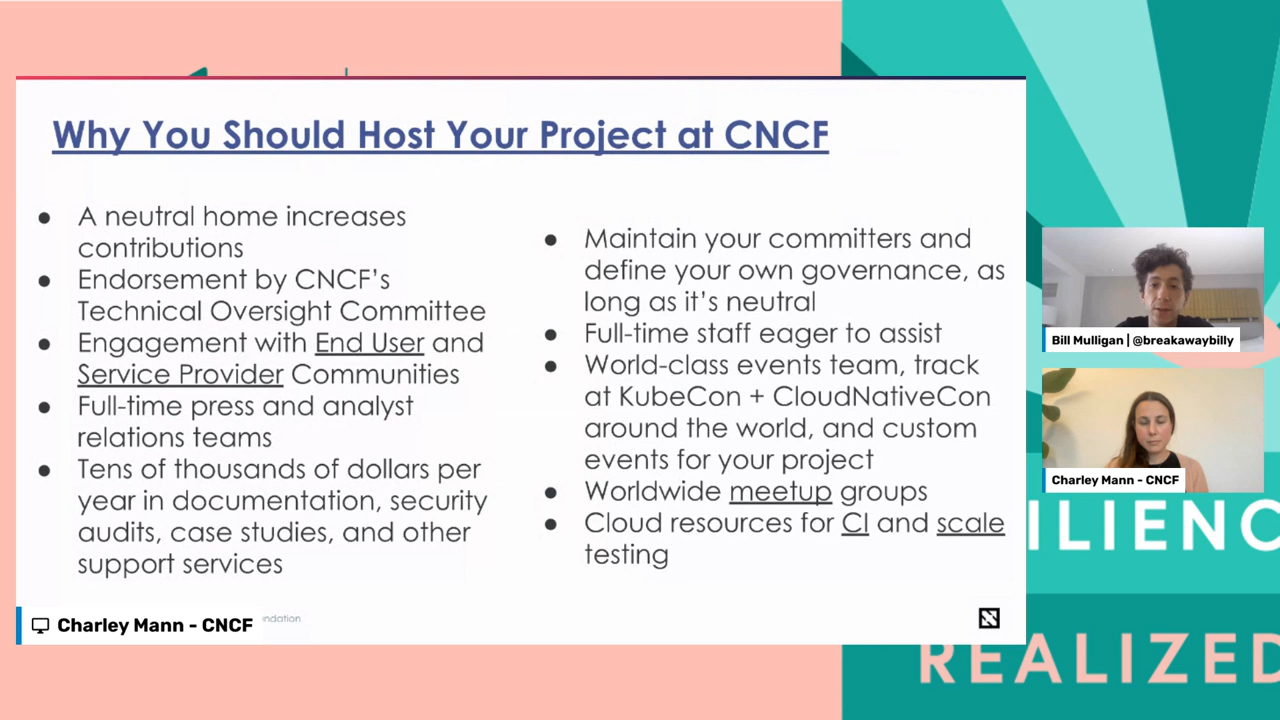 Why You Should Host Your Project at CNCF
● A neutral home increases
contributions
● Endorsement by CNCF’s
Technical Oversight Committee
● Engagement with End User and
Service Provider Communities
● Full-time press and analyst
relations teams
● Tens of thousands of dollars per
year in documentation, security
audits, case studies, and other
support services
● Maintain your committers and
define your own governance, as
long as it’s neutral
● Full-time staff eager to assist
● World-class events team, track
at KubeCon + CloudNativeCon
around the world, and custom
events for your project
● Worldwide meetup groups
● Cloud resources for CI and scale
testing
Charley Mann - CNCF
ndation
Bill Mulligan | @breakawaybilly
Charley Mann - CNCF
ILIENC
REALIZED